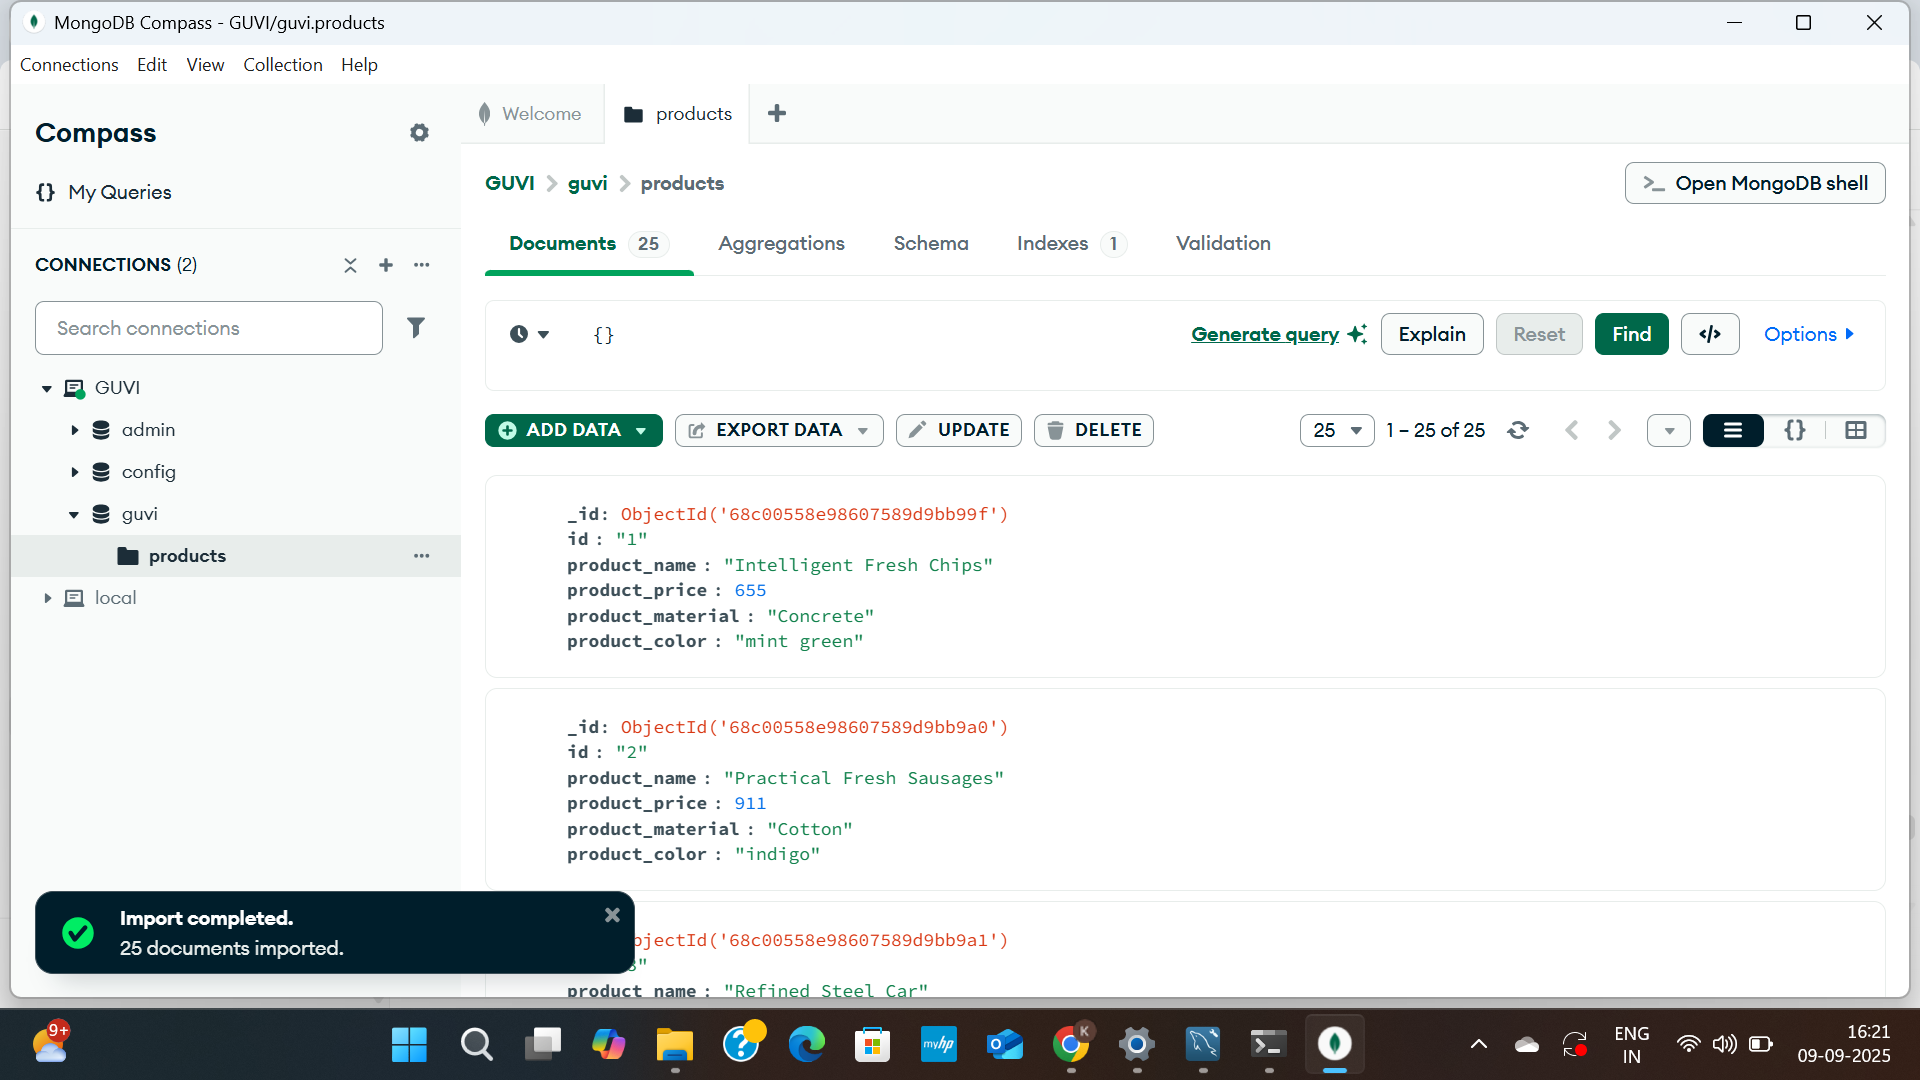 MongoDB Compass - GUVI/guvi.products
Connections Edit View Collection Help
Compass
{} My Queries
CONNECTIONS (2)
Search connections
GUVI
admin
config
guvi
products
local
Welcome
products
GUVI > guvi > products
>_ Open MongoDB shell
Documents 25 Aggregations Schema Indexes 1 Validation
{}
Generate query Explain Reset Find </> Options
ADD DATA EXPORT DATA UPDATE DELETE 25 1 – 25 of 25 {}
_id: ObjectId('68c00558e98607589d9bb99f')
id : "1"
product_name : "Intelligent Fresh Chips"
product_price : 655
product_material : "Concrete"
product_color : "mint green"
_id: ObjectId('68c00558e98607589d9bb9a0')
id : "2"
product_name : "Practical Fresh Sausages"
product_price : 911
product_material : "Cotton"
product_color : "indigo"
bjectId('68c00558e98607589d9bb9a1')
3"
product_name : "Refined Steel Car"
Import completed.
25 documents imported.
9+
myhp
K
ENG
IN
16:21
09-09-2025